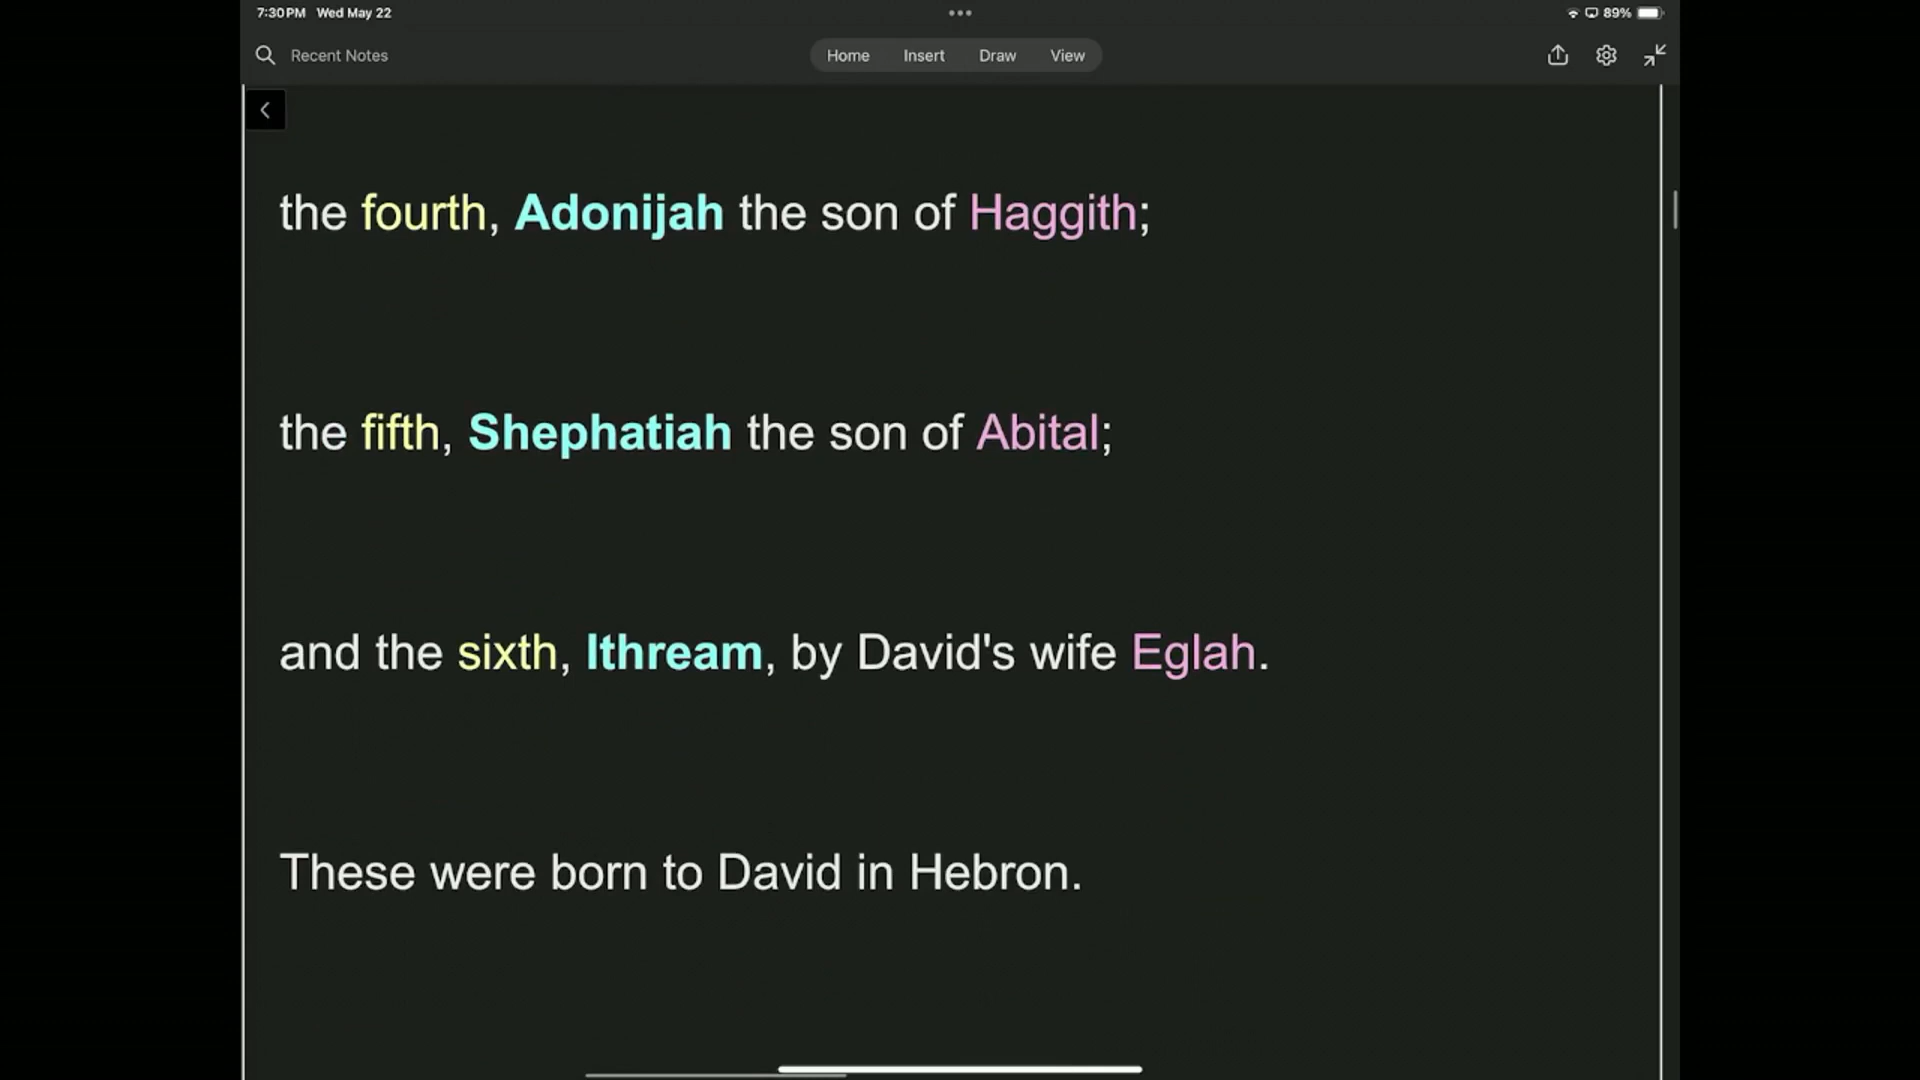 7:30 PM Wed May 22
89%
Recent Notes
Home Insert Draw View
the fourth, Adonijah the son of Haggith;
the fifth, Shephatiah the son of Abital;
and the sixth, Ithream, by David's wife Eglah.
These were born to David in Hebron.